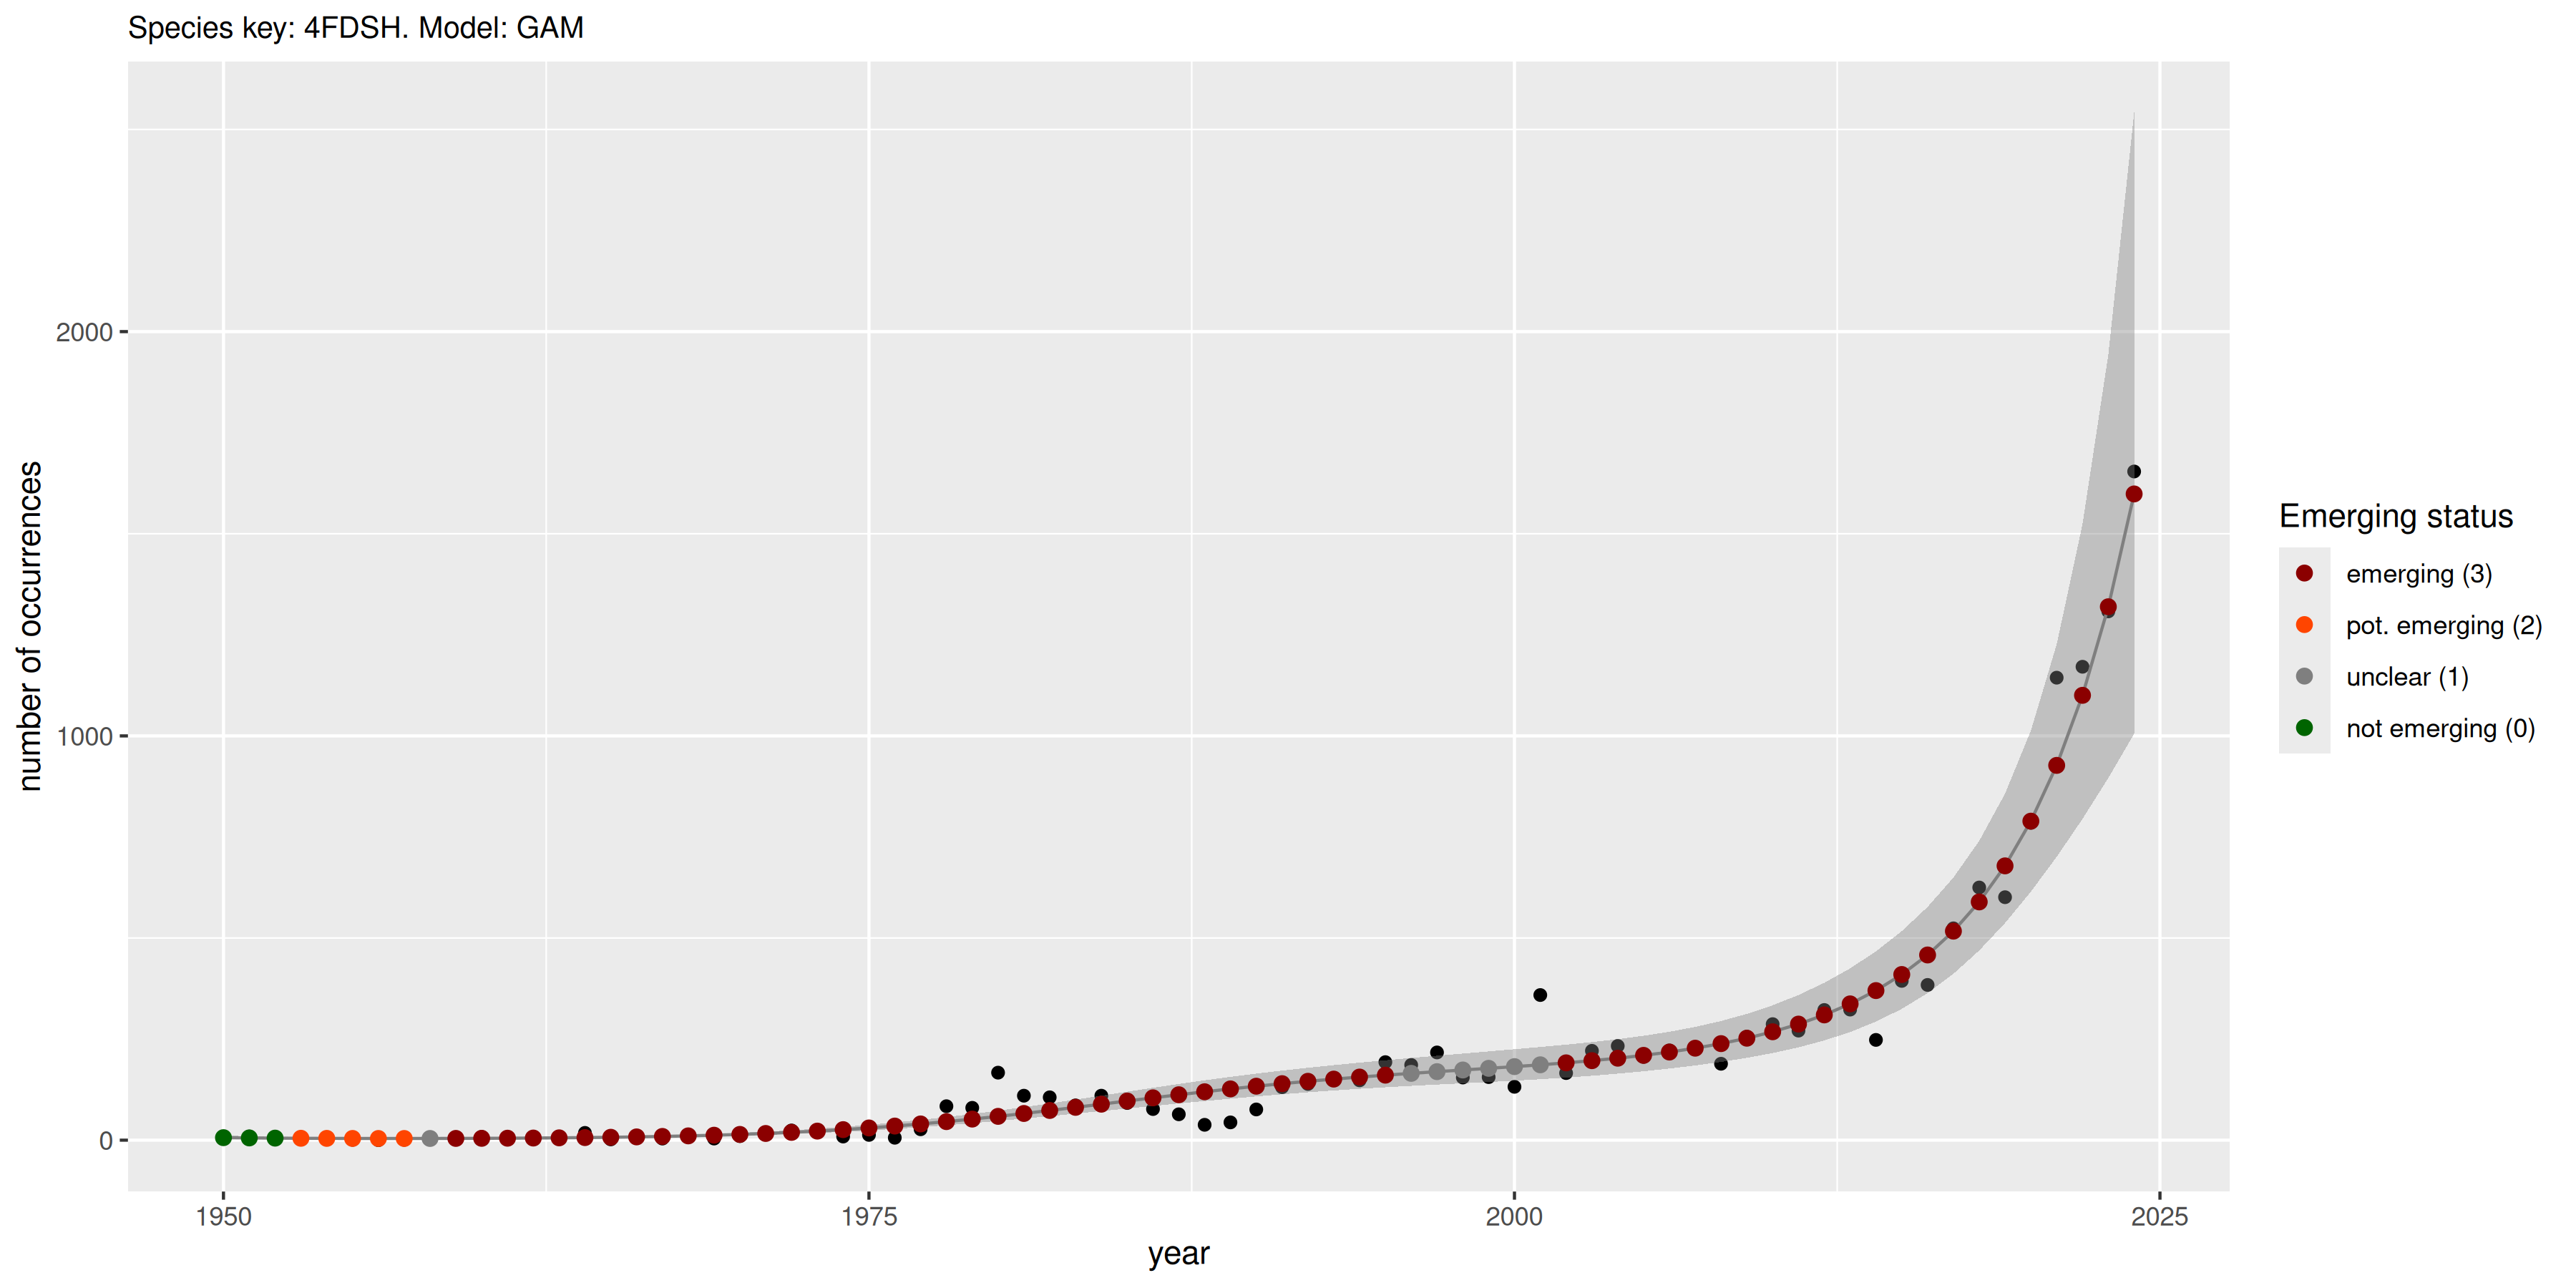 Species key: 4FDSH. Model: GAM
number of occurrences
2000
1000
0
1950
1975
2000
2025
year
Emerging status
emerging (3)
pot. emerging (2)
unclear (1)
not emerging (0)